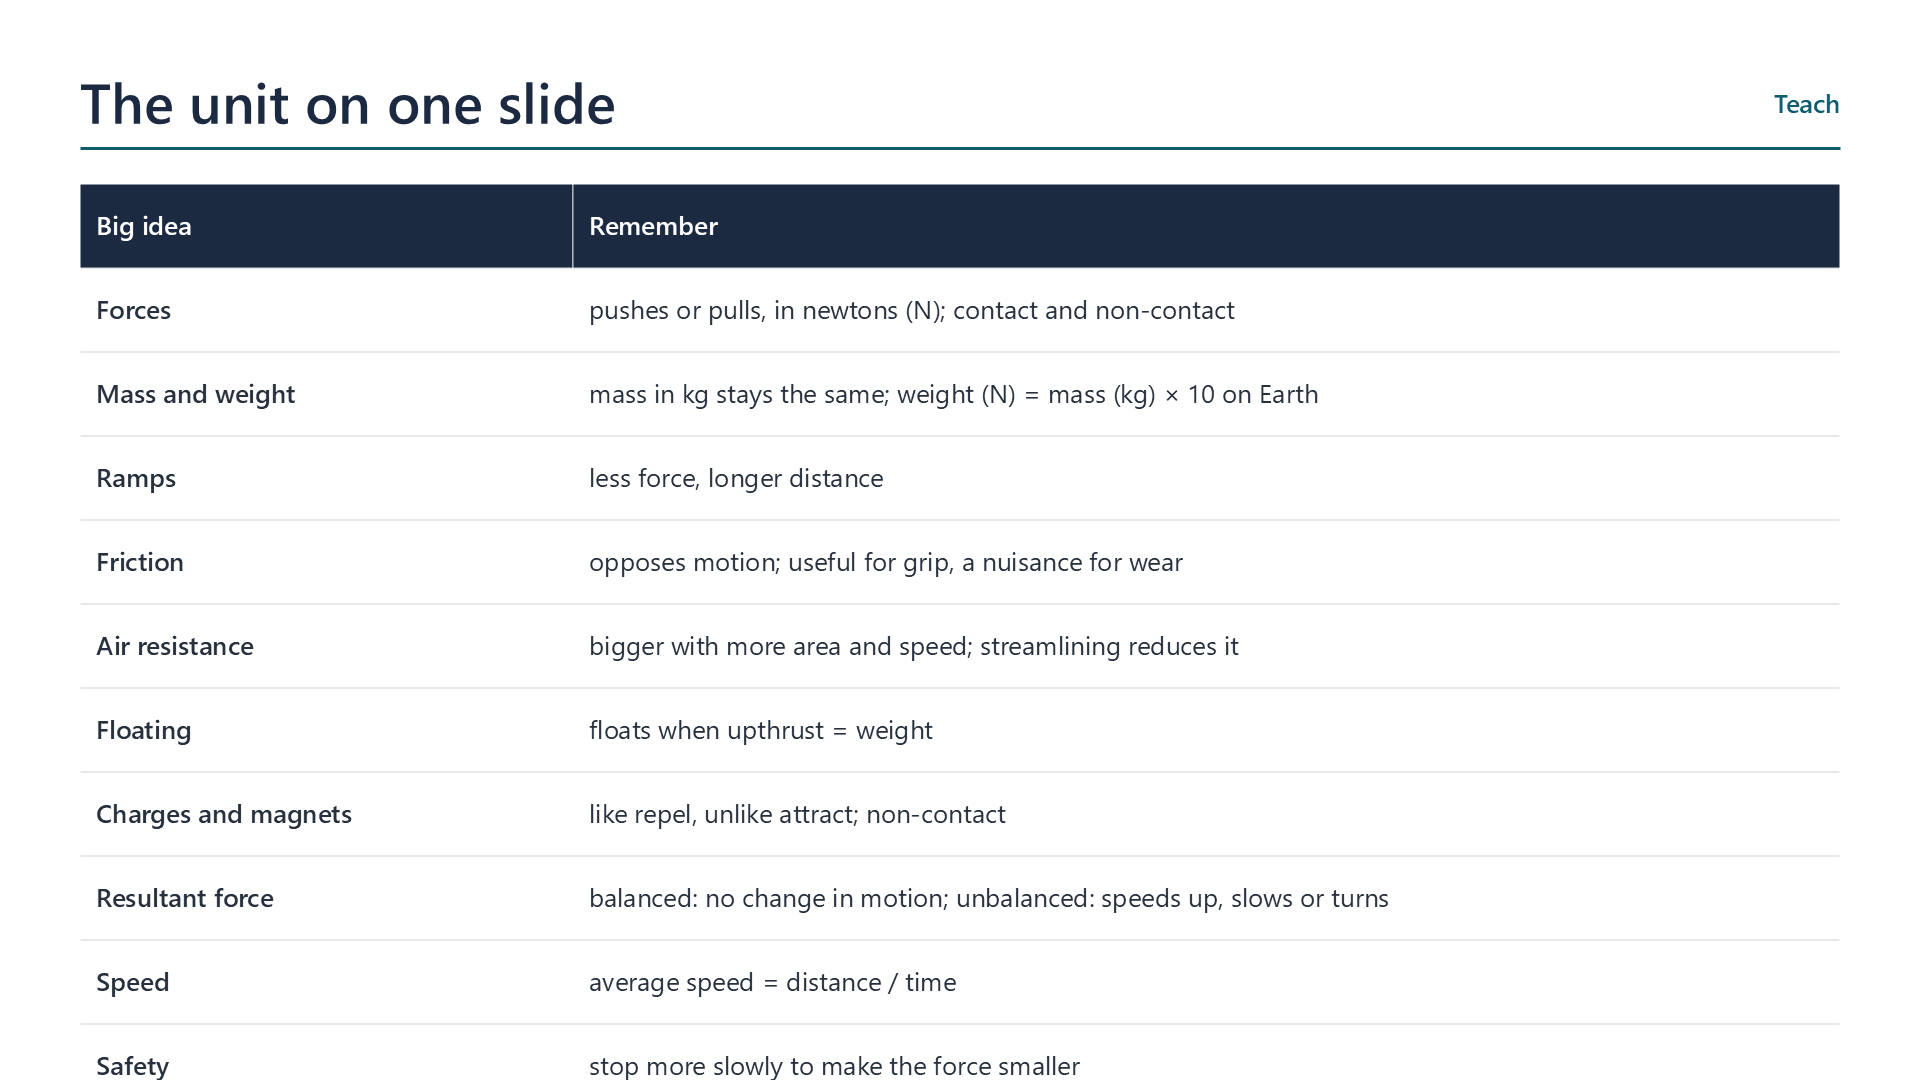 The unit on one slide
Teach
Big idea Remember
Forces pushes or pulls, in newtons (N); contact and non-contact
Mass and weight mass in kg stays the same; weight (N) = mass (kg) × 10 on Earth
Ramps less force, longer distance
Friction opposes motion; useful for grip, a nuisance for wear
Air resistance bigger with more area and speed; streamlining reduces it
Floating floats when upthrust = weight
Charges and magnets like repel, unlike attract; non-contact
Resultant force balanced: no change in motion; unbalanced: speeds up, slows or turns
Speed average speed = distance / time
Safety stop more slowly to make the force smaller